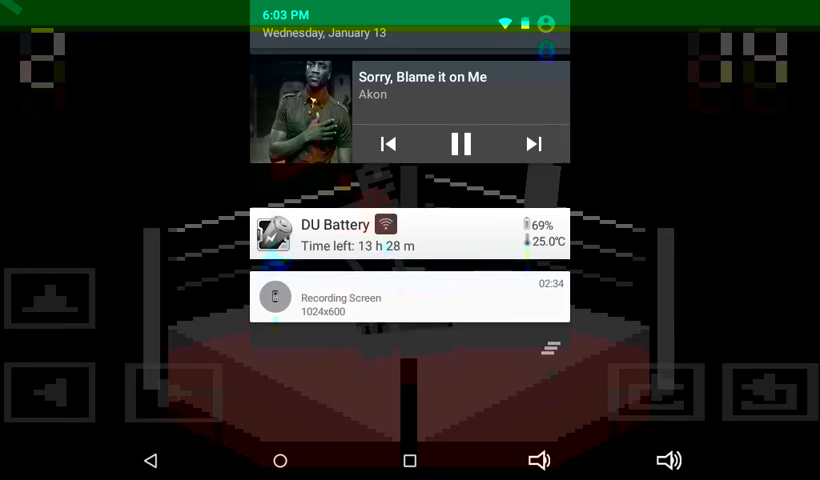 6:03 PM
Wednesday, January 13
Sorry, Blame it on Me
Akon
DU Battery
69%
Time left: 13 h 28 m
25.0°C
02:34
Recording Screen
1024x600